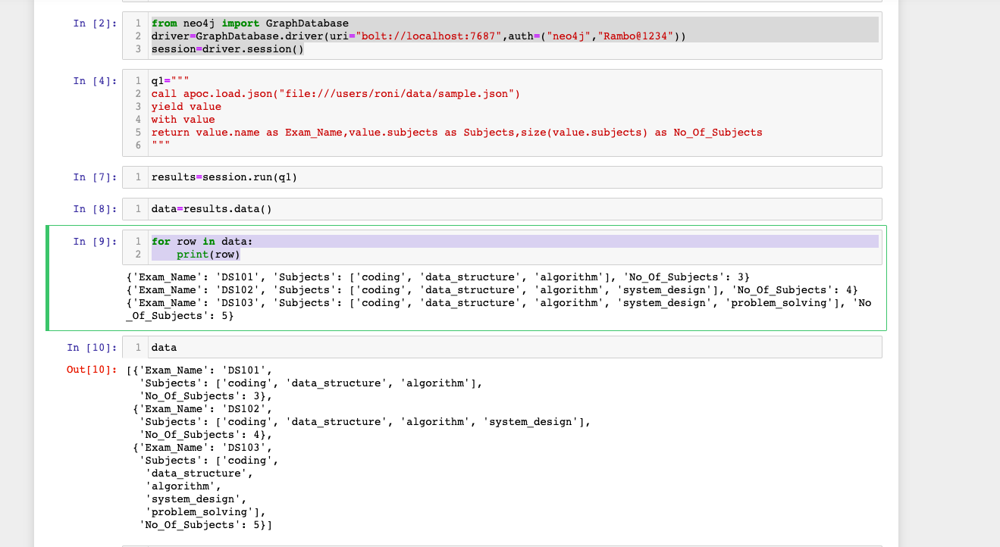 In [2]:
1 from neo4j import GraphDatabase
2 driver=GraphDatabase.driver(uri="bolt://localhost:7687",auth=("neo4j","Rambo@1234"))
3 session=driver.session()
In [4]:
1 q1="""
2 call apoc.load.json("file:///users/roni/data/sample.json")
3 yield value
4 with value
5 return value.name as Exam_Name,value.subjects as Subjects,size(value.subjects) as No_Of_Subjects
6 """
In [7]:
1 results=session.run(q1)
In [8]:
1 data=results.data()
In [9]:
1 for row in data:
2     print(row)
{'Exam_Name': 'DS101', 'Subjects': ['coding', 'data_structure', 'algorithm'], 'No_Of_Subjects': 3}
{'Exam_Name': 'DS102', 'Subjects': ['coding', 'data_structure', 'algorithm', 'system_design'], 'No_Of_Subjects': 4}
{'Exam_Name': 'DS103', 'Subjects': ['coding', 'data_structure', 'algorithm', 'system_design', 'problem_solving'], 'No
_Of_Subjects': 5}
In [10]:
1 data
Out[10]:
[{'Exam_Name': 'DS101',
  'Subjects': ['coding', 'data_structure', 'algorithm'],
  'No_Of_Subjects': 3},
 {'Exam_Name': 'DS102',
  'Subjects': ['coding', 'data_structure', 'algorithm', 'system_design'],
  'No_Of_Subjects': 4},
 {'Exam_Name': 'DS103',
  'Subjects': ['coding',
   'data_structure',
   'algorithm',
   'system_design',
   'problem_solving'],
  'No_Of_Subjects': 5}]